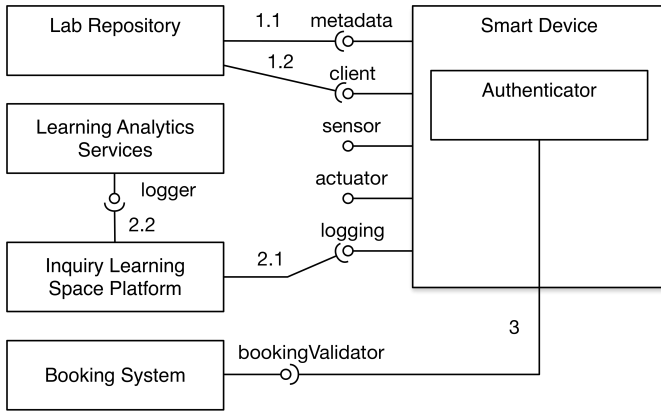 Lab Repository
1.1
metadata
Smart Device
1.2
client
Authenticator
Learning Analytics
Services
sensor
logger
actuator
2.2
logging
Inquiry Learning
Space Platform
2.1
3
bookingValidator
Booking System